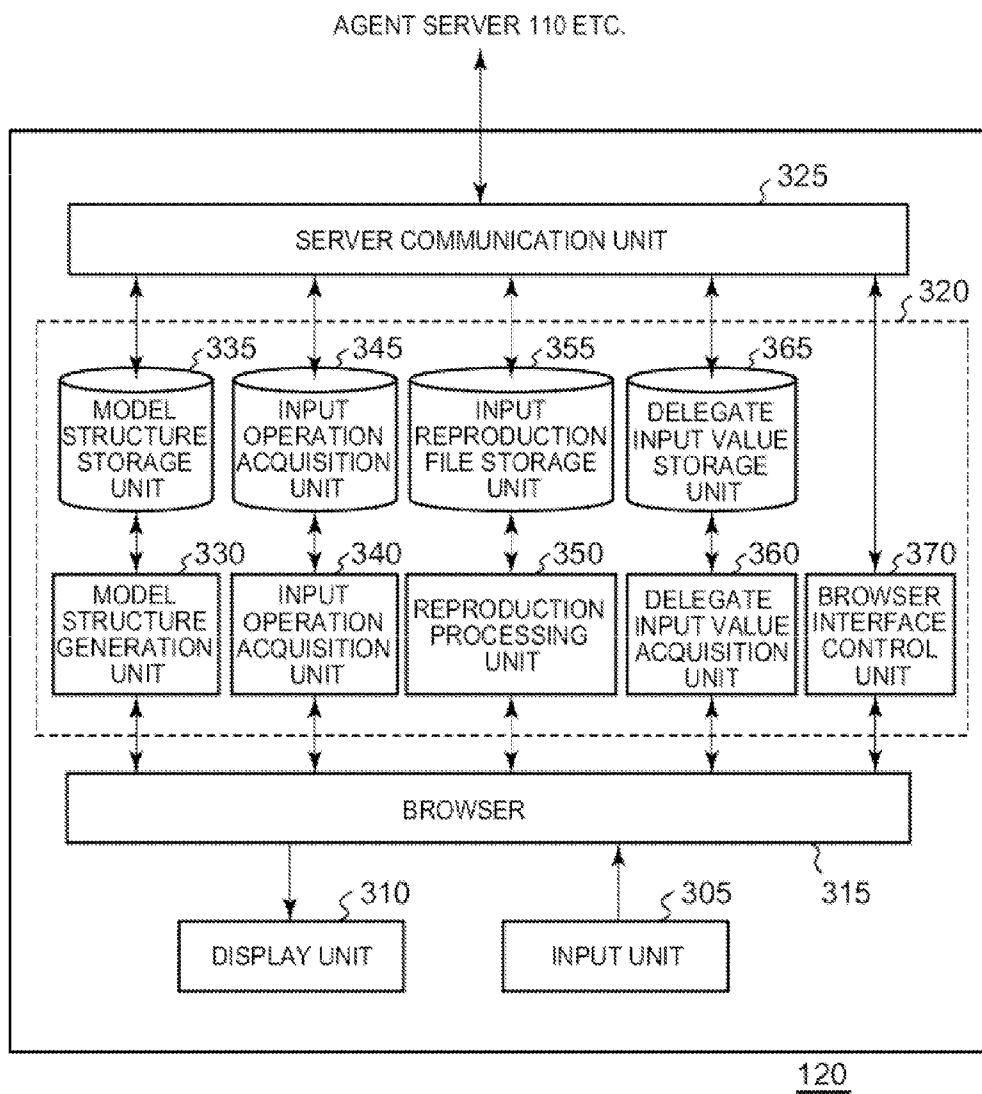 AGENT SERVER 110 ETC.
325
SERVER COMMUNICATION UNIT
320
335
MODEL
STRUCTURE
STORAGE
UNIT
345
INPUT
OPERATION
ACQUISITION
UNIT
355
INPUT
REPRODUCTION
FILE STORAGE
UNIT
365
DELEGATE
INPUT VALUE
STORAGE
UNIT
330
MODEL
STRUCTURE
GENERATION
UNIT
340
INPUT
OPERATION
ACQUISITION
UNIT
350
REPRODUCTION
PROCESSING
UNIT
360
DELEGATE
INPUT VALUE
ACQUISITION
UNIT
370
BROWSER
INTERFACE
CONTROL
UNIT
BROWSER
315
310
DISPLAY UNIT
305
INPUT UNIT
120